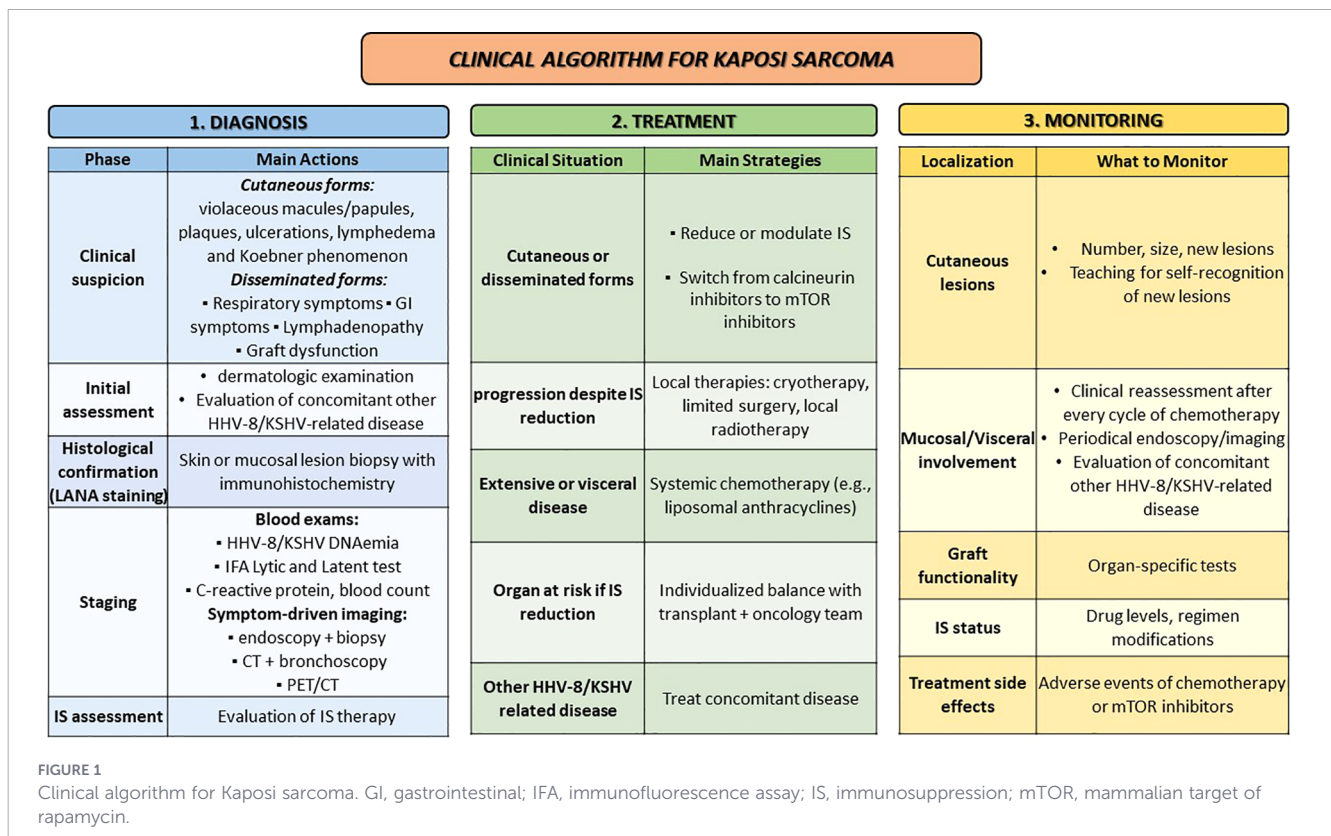 CLINICAL ALGORITHM FOR KAPOSI SARCOMA
1. DIAGNOSIS
Phase
Main Actions
Clinical
suspicion
Cutaneous forms:
violaceous macules/papules,
plaques, ulcerations, lymphedema
and Koebner phenomenon
Disseminated forms:
▪ Respiratory symptoms ▪ GI
symptoms ▪ Lymphadenopathy
▪ Graft dysfunction
Initial
assessment
• dermatologic examination
• Evaluation of concomitant other
HHV-8/KSHV-related disease
Histological
confirmation
(LANA staining)
Skin or mucosal lesion biopsy with
immunohistochemistry
Staging
Blood exams:
▪ HHV-8/KSHV DNAemia
▪ IFA Lytic and Latent test
▪ C-reactive protein, blood count
Symptom-driven imaging:
▪ endoscopy + biopsy
▪ CT + bronchoscopy
▪ PET/CT
IS assessment
Evaluation of IS therapy
2. TREATMENT
Clinical Situation
Main Strategies
Cutaneous or
disseminated forms
▪ Reduce or modulate IS
▪ Switch from calcineurin
inhibitors to mTOR
inhibitors
progression despite IS
reduction
Local therapies: cryotherapy,
limited surgery, local
radiotherapy
Extensive or visceral
disease
Systemic chemotherapy (e.g.,
liposomal anthracyclines)
Organ at risk if IS
reduction
Individualized balance with
transplant + oncology team
Other HHV-8/KSHV
related disease
Treat concomitant disease
3. MONITORING
Localization
What to Monitor
Cutaneous
lesions
• Number, size, new lesions
• Teaching for self-recognition
of new lesions
Mucosal/Visceral
involvement
• Clinical reassessment after
every cycle of chemotherapy
• Periodical endoscopy/imaging
• Evaluation of concomitant
other HHV-8/KSHV-related
disease
Graft
functionality
Organ-specific tests
IS status
Drug levels, regimen
modifications
Treatment side
effects
Adverse events of chemotherapy
or mTOR inhibitors
FIGURE 1
Clinical algorithm for Kaposi sarcoma. GI, gastrointestinal; IFA, immunofluorescence assay; IS, immunosuppression; mTOR, mammalian target of
rapamycin.